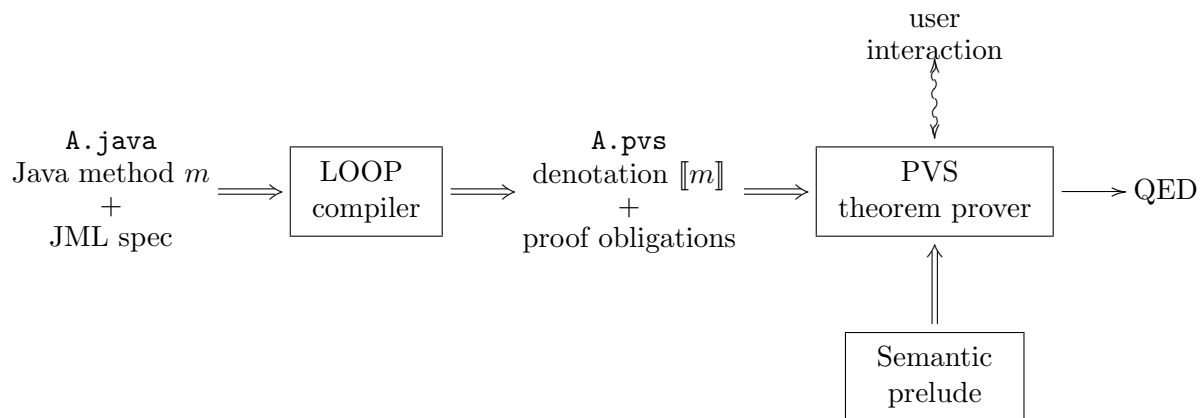 user
interaction
A.java
Java method m
+
JML spec
LOOP
compiler
A.pvs
denotation ⟦m⟧
+
proof obligations
PVS
theorem prover
QED
Semantic
prelude